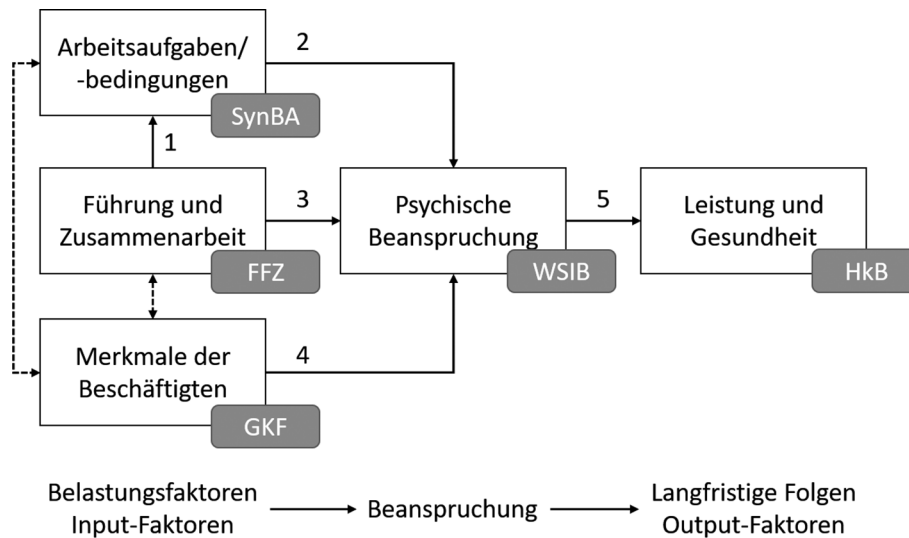 Arbeitsaufgaben/
-bedingungen
SynBA
2
1
Führung und
Zusammenarbeit
FFZ
3
Psychische
Beanspruchung
WSIB
5
Leistung und
Gesundheit
HkB
Merkmale der
Beschäftigten
GKF
4
Belastungsfaktoren
Input-Faktoren
Beanspruchung
Langfristige Folgen
Output-Faktoren